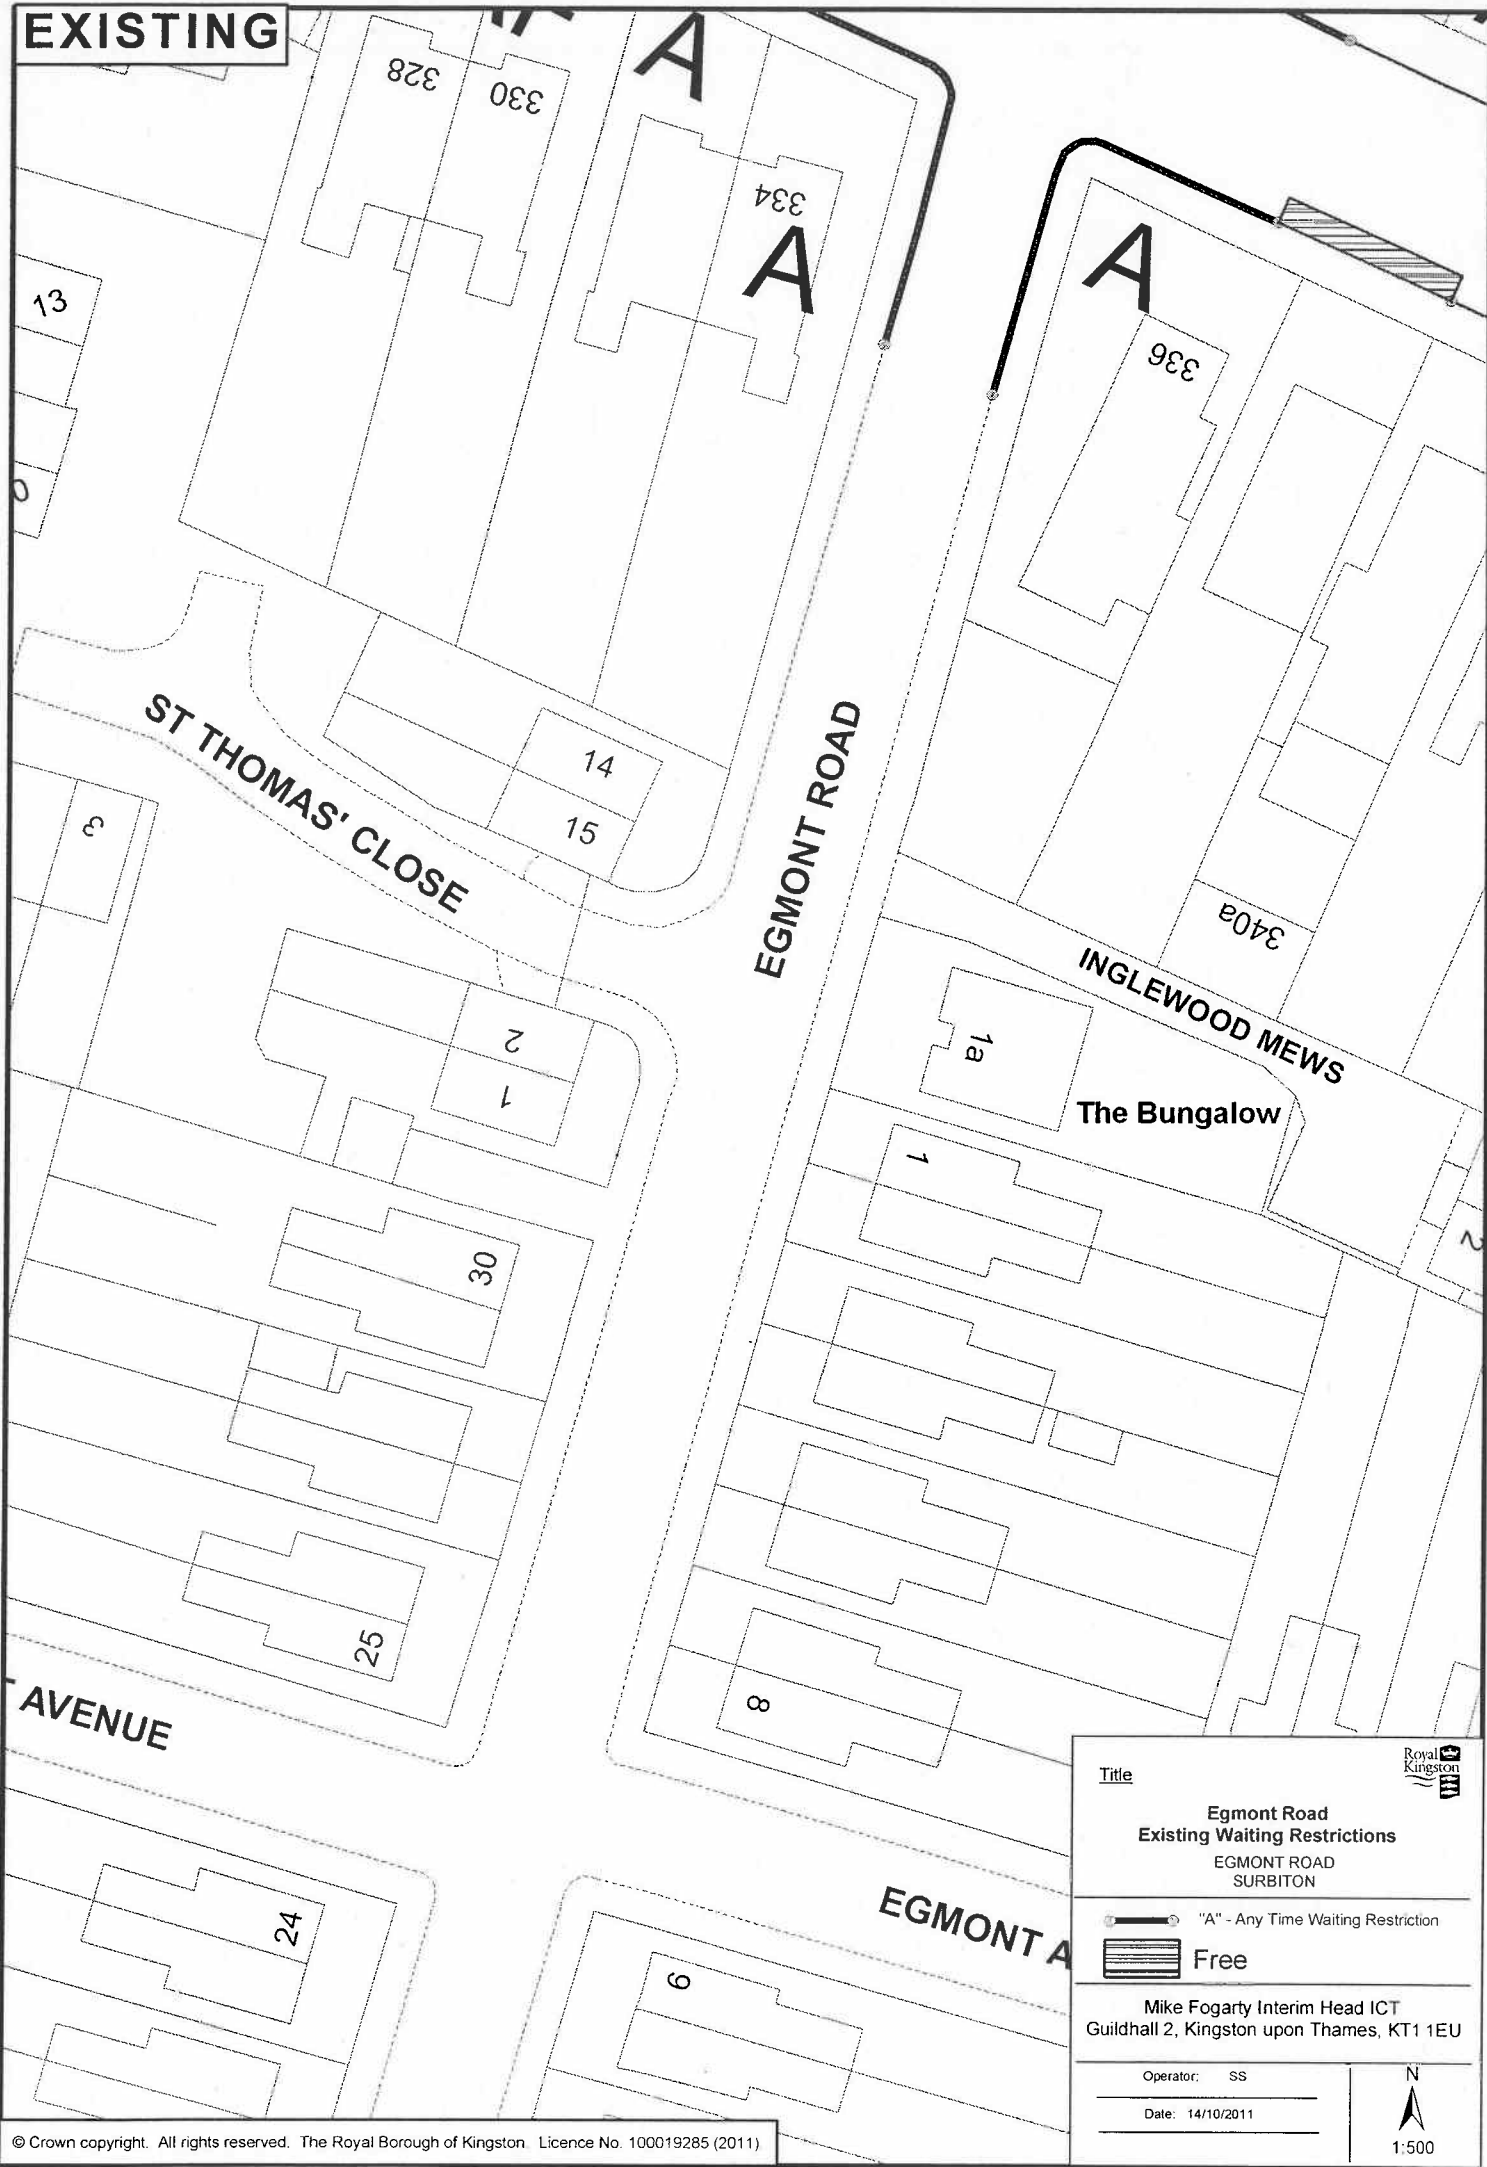 EXISTING
A
328
330
334
A
A
336
13
ST THOMAS' CLOSE
14
15
3
EGMONT ROAD
340a
INGLEWOOD MEWS
1a
The Bungalow
2
1
1
2
30
25
8
AVENUE
24
EGMONT A
Title
Royal
Kingston
Egmont Road
Existing Waiting Restrictions
EGMONT ROAD
SURBITON
"A" - Any Time Waiting Restriction
Free
Mike Fogarty Interim Head ICT
Guildhall 2, Kingston upon Thames, KT1 1EU
Operator: SS
Date: 14/10/2011
N
1:500
© Crown copyright. All rights reserved. The Royal Borough of Kingston. Licence No. 100019285 (2011)